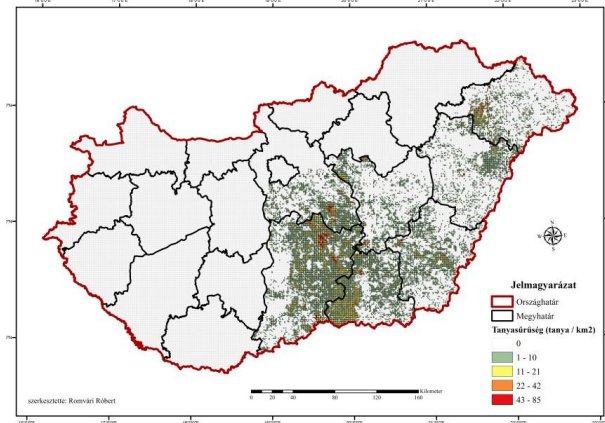 N
W E
S
Jelmagyarázat
Országhatár
Megyhatár
Tanyasűrűség (tanya / km2)
0
1 - 10
11 - 21
22 - 42
43 - 85
Kilométer
0 20 40 80 120 160
szerkesztette: Romvári Róbert